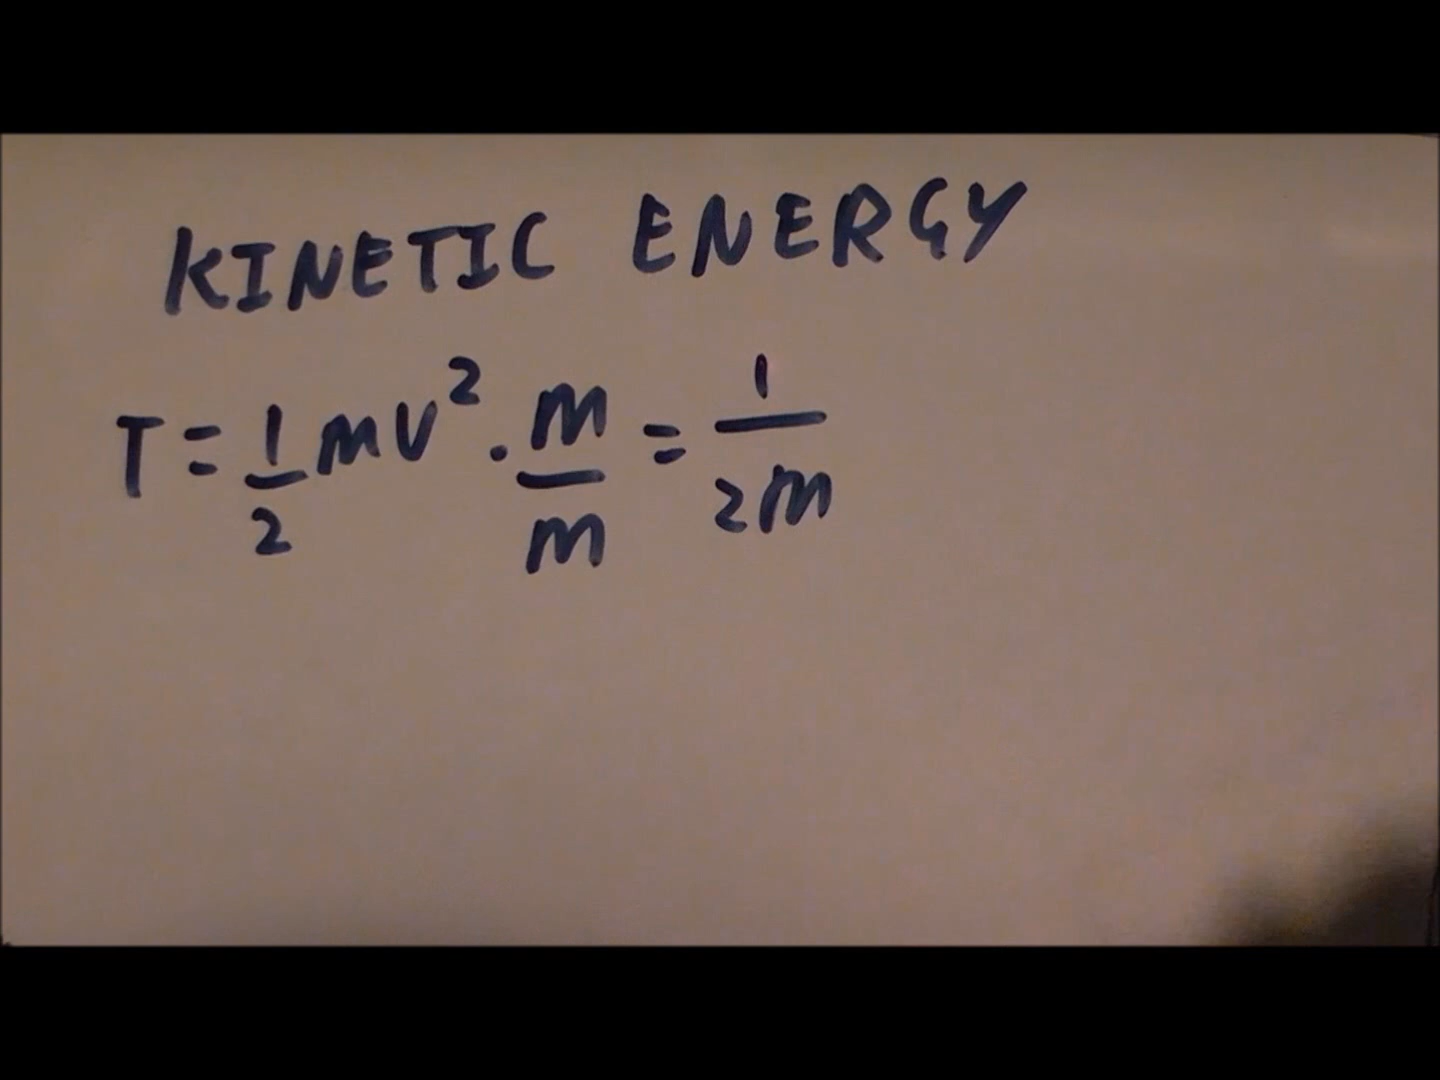 KINETIC ENERGY
T = 1/2 mv² · m/m = 1/2m